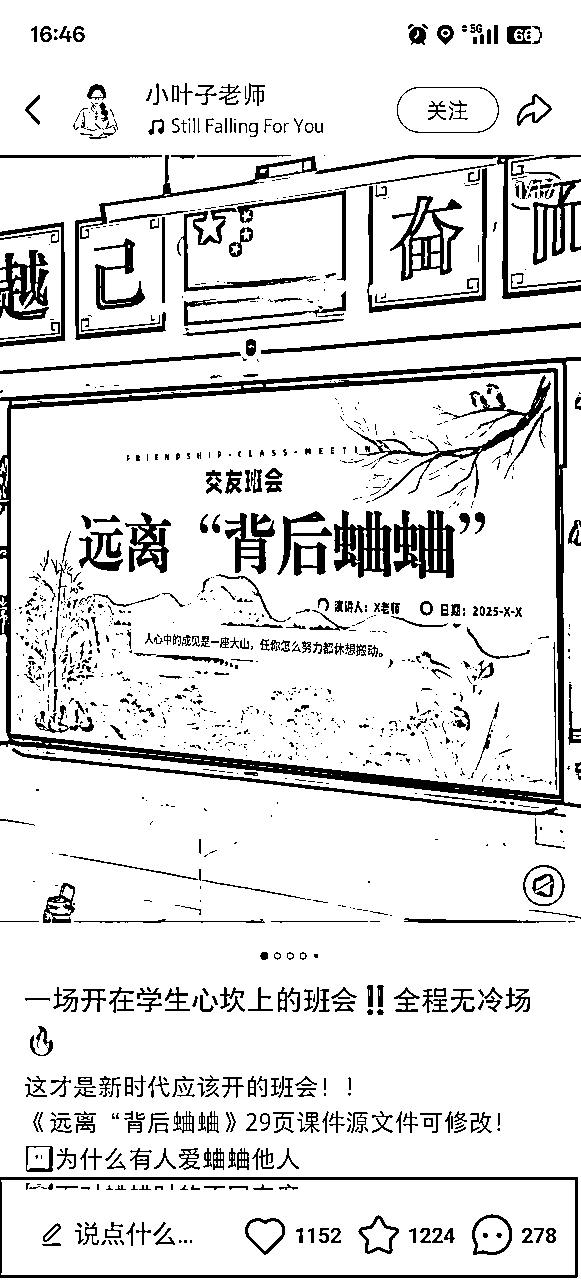 16:46
5G
66
小叶子老师
Still Falling For You
关注
越己 奋
1/17
FRIENDSHIP-CLASS-MEETIN
交友班会
远离“背后蛐蛐”
演讲人：X老师 日期：2025-X-X
人心中的成见是一座大山，任你怎么努力都休想搬动。
一场开在学生心坎上的班会‼️全程无冷场
🔥
这才是新时代应该开的班会！！
《远离“背后蛐蛐》29页课件源文件可修改！
为什么有人爱蛐蛐他人
说点什么...
1152
1224
278